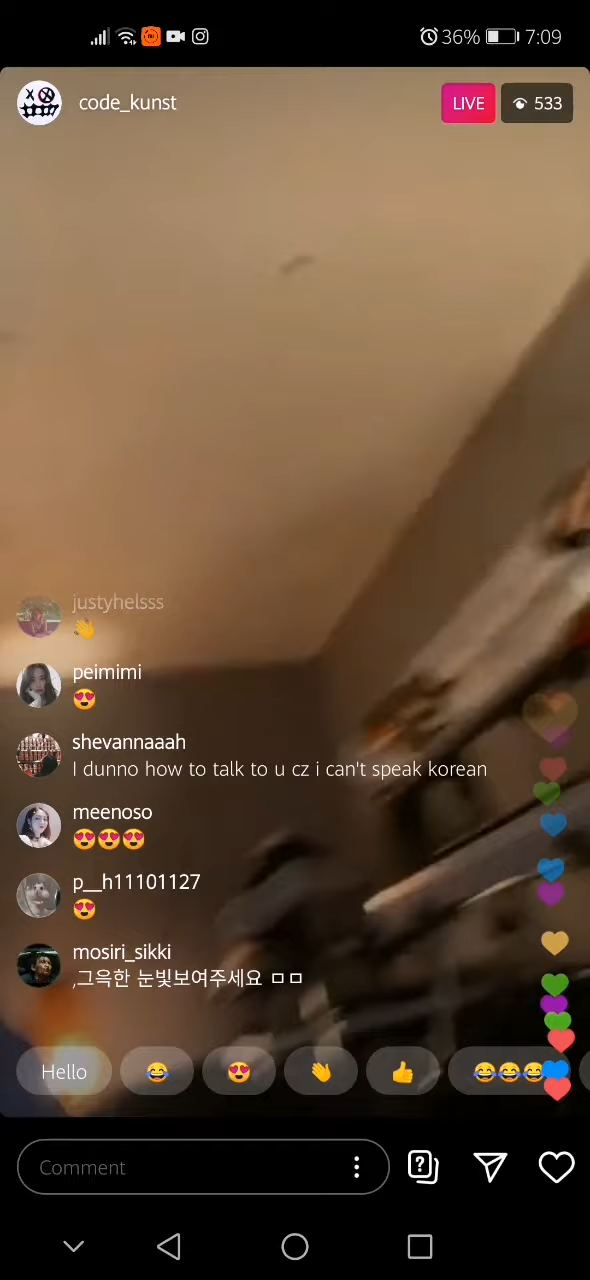 36% 7:09
code_kunst LIVE 533
justyhelsss
👋
peimimi
😍
shevannaaah
I dunno how to talk to u cz i can't speak korean
meenoso
😍😍😍
p__h11101127
😍
mosiri_sikki
,그윽한 눈빛보여주세요 ㅁㅁ
Hello 😂 😍 👋 👍 😂😂😂
Comment